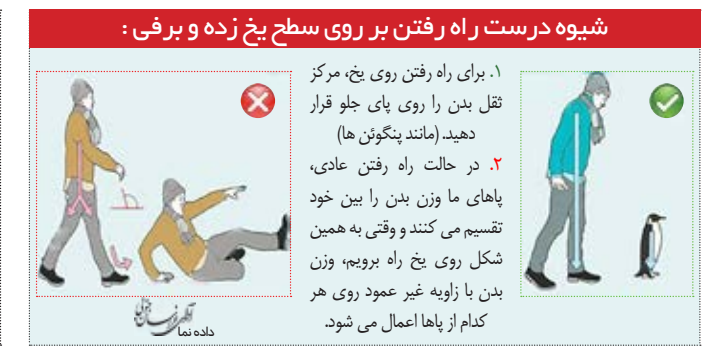 شیوه درست راه رفتن بر روی سطح یخ زده و برفی :
۱. برای راه رفتن روی یخ، مرکز
ثقل بدن را روی پای جلو قرار
دهید. (مانند پنگوئن ها)
۲. در حالت راه رفتن عادی،
پاهای ما وزن بدن را بین خود
تقسیم می کنند و وقتی به همین
شکل روی یخ راه برویم، وزن
بدن با زاویه غیر عمود روی هر
کدام از پاها اعمال می شود.
داده نما